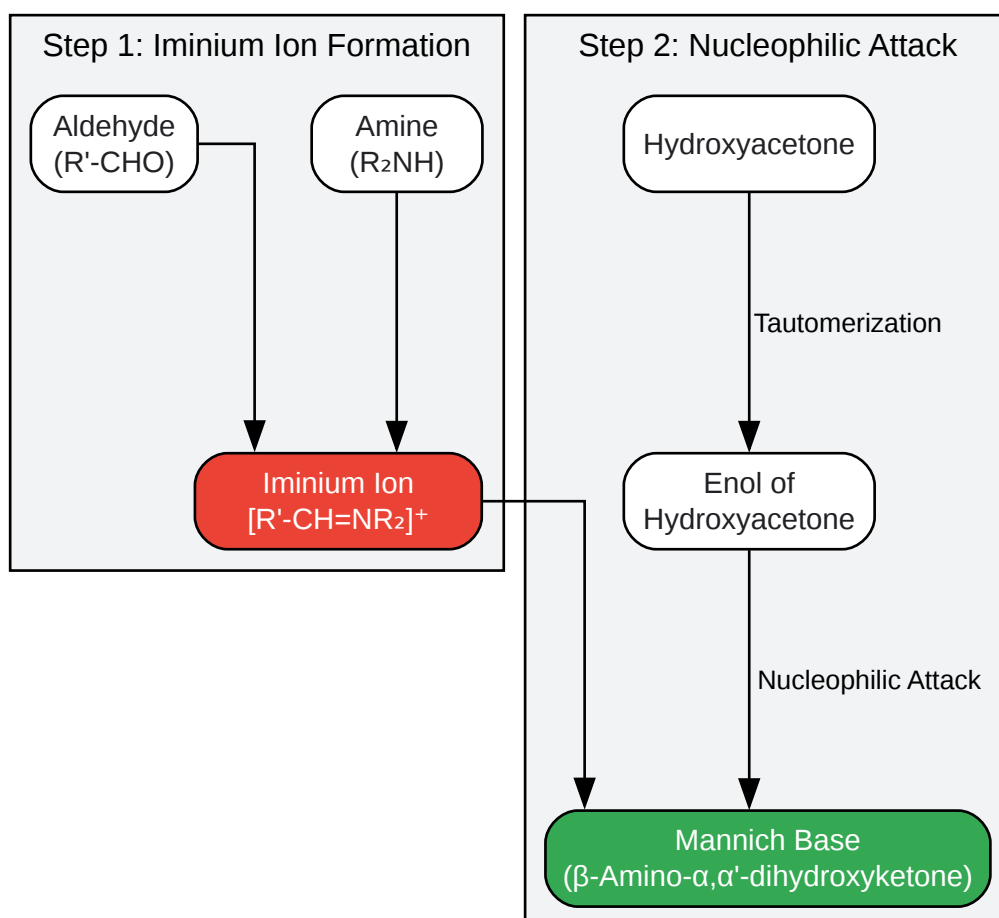 Step 1: Iminium Ion Formation
Aldehyde
(R'-CHO)
Amine
(R₂NH)
Iminium Ion
[R'-CH=NR₂]⁺
Step 2: Nucleophilic Attack
Hydroxyacetone
Tautomerization
Enol of
Hydroxyacetone
Nucleophilic Attack
Mannich Base
(β-Amino-α,α'-dihydroxyketone)